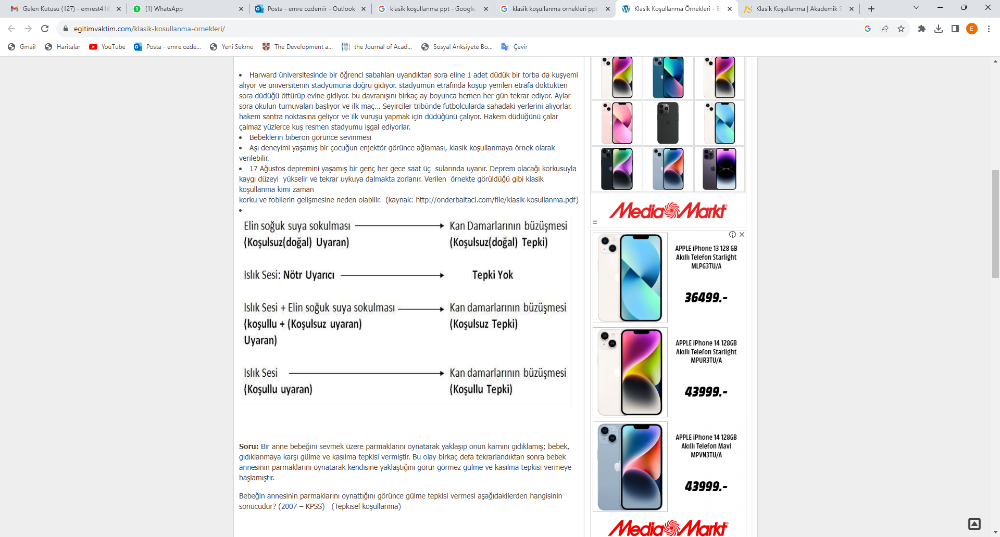 Gelen Kutusu (127) - emrest41@
(1) WhatsApp
Posta - emre özdemir - Outlook
klasik koşullanma ppt - Google
klasik koşullanma örnekleri ppt
Klasik Koşullanma Örnekleri - E
Klasik Koşullanma | Akademik S
egitimvaktim.com/klasik-kosullanma-ornekleri/
E
Gmail
Haritalar
YouTube
Posta - emre özde...
Yeni Sekme
The Development a...
the Journal of Acad...
Sosyal Anksiyete Bo...
Çevir
• Harward üniversitesinde bir öğrenci sabahları uyandıktan sora eline 1 adet düdük bir torba da kuşyemi
alıyor ve üniversitenin stadyumuna doğru gidiyor. stadyumun etrafında koşup yemleri etrafa döktükten
sora düdüğü öttürüp evine gidiyor. bu davranışını birkaç ay boyunca hemen her gün tekrar ediyor. Aylar
sora okulun turnuvaları başlıyor ve ilk maç... Seyirciler tribünde futbolcularda sahadaki yerlerini alıyorlar.
hakem santra noktasına geliyor ve ilk vuruşu yapmak için düdüğünü çalıyor. Hakem düdüğünü çalar
çalmaz yüzlerce kuş resmen stadyumu işgal ediyorlar.
• Bebeklerin biberon görünce sevinmesi
• Aşı deneyimi yaşamış bir çocuğun enjektör görünce ağlaması, klasik koşullanmaya örnek olarak
verilebilir.
• 17 Ağustos depremini yaşamış bir genç her gece saat üç sularında uyanır. Deprem olacağı korkusuyla
kaygı düzeyi yükselir ve tekrar uykuya dalmakta zorlanır. Verilen örnekte görüldüğü gibi klasik
koşullanma kimi zaman
korku ve fobilerin gelişmesine neden olabilir. (kaynak: http://onderbaltaci.com/file/klasik-kosullanma.pdf)
•
Elin soğuk suya sokulması
Kan Damarlarının büzüşmesi
(Koşulsuz(doğal) Uyaran)
(Koşulsuz(doğal) Tepki)
Islık Sesi: Nötr Uyarıcı
Tepki Yok
Islık Sesi + Elin soğuk suya sokulması
Kan damarlarının büzüşmesi
(koşullu + (Koşulsuz uyaran)
(Koşulsuz Tepki)
Uyaran)
Islık Sesi
Kan damarlarının büzüşmesi
(Koşullu uyaran)
(Koşullu Tepki)
Soru: Bir anne bebeğini sevmek üzere parmaklarını oynatarak yaklaşıp onun karnını gıdıklamış; bebek,
gıdıklanmaya karşı gülme ve kasılma tepkisi vermiştir. Bu olay birkaç defa tekrarlandıktan sonra bebek
annesinin parmaklarını oynatarak kendisine yaklaştığını görür görmez gülme ve kasılma tepkisi vermeye
başlamıştır.
Bebeğin annesinin parmaklarını oynattığını görünce gülme tepkisi vermesi aşağıdakilerden hangisinin
sonucudur? (2007 – KPSS) (Tepkisel koşullanma)
Media Markt
APPLE iPhone 13 128 GB
Akıllı Telefon Starlight
MLPG3TU/A
36499.-
APPLE iPhone 14 128GB
Akıllı Telefon Starlight
MPUR3TU/A
43999.-
APPLE iPhone 14 128GB
Akıllı Telefon Mavi
MPVN3TU/A
43999.-
Media Markt